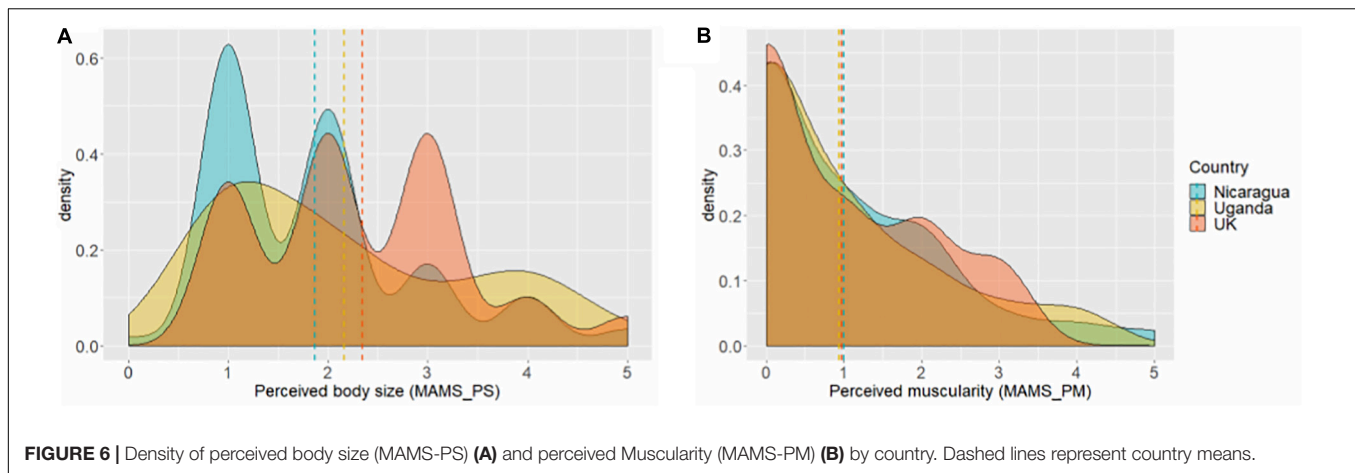 A
0.6
0.4
0.2
0.0
density
0 1 2 3 4 5
Perceived body size (MAMS_PS)
B
0.4
0.3
0.2
0.1
0.0
density
0 1 2 3 4 5
Perceived muscularity (MAMS_PM)
Country
Nicaragua
Uganda
UK
FIGURE 6 | Density of perceived body size (MAMS-PS) (A) and perceived Muscularity (MAMS-PM) (B) by country. Dashed lines represent country means.